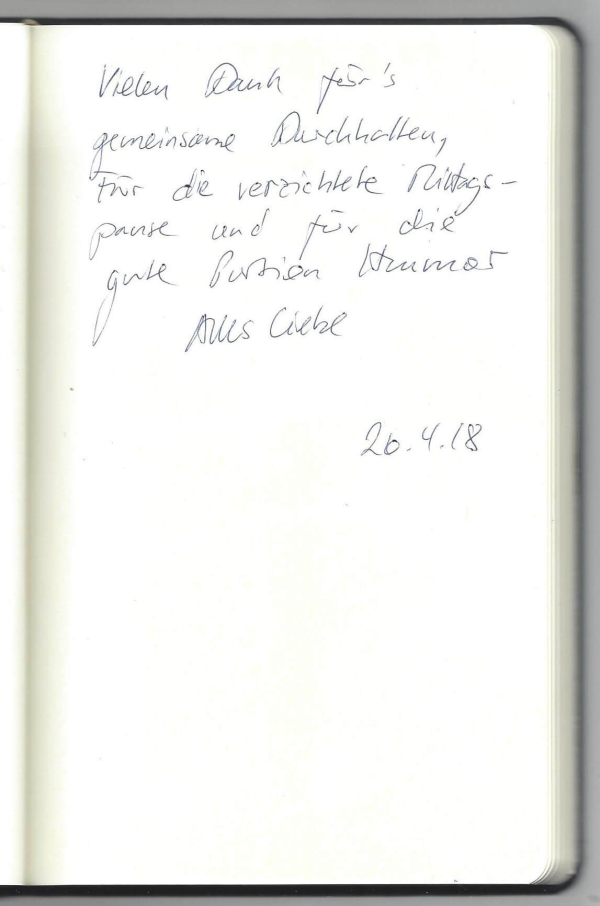 Vielen Dank für's
gemeinsame Durchhalten,
Für die verzichtete Mittags-
pause und für die
gute Portion Humor
Alles Liebe
26.4.18